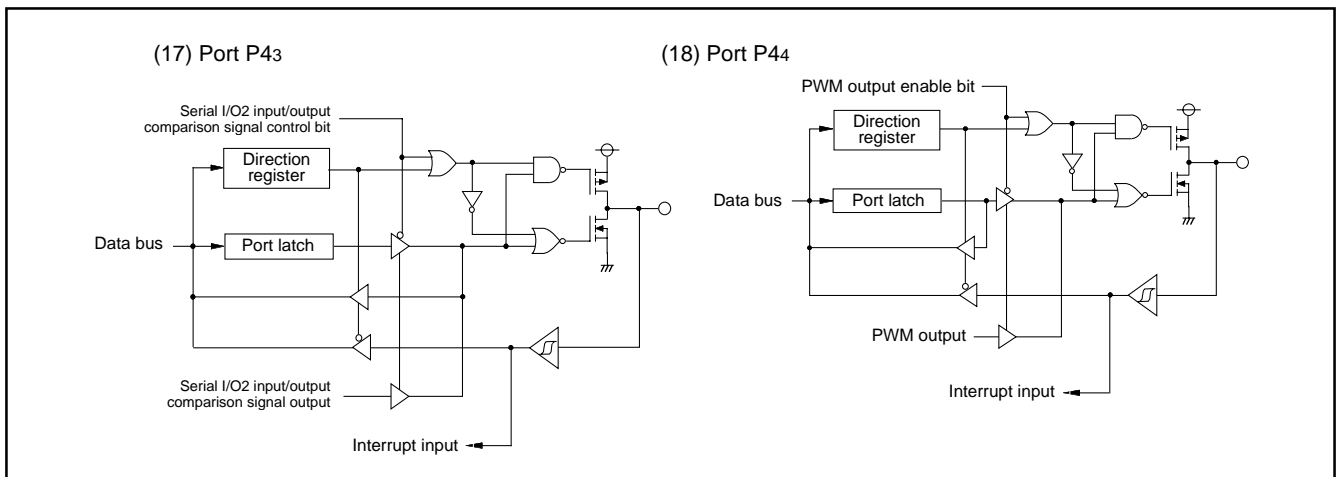 (17) Port P43
Serial I/O2 input/output
comparison signal control bit
Direction
register
Data bus
Port latch
Serial I/O2 input/output
comparison signal output
Interrupt input
(18) Port P44
PWM output enable bit
Direction
register
Data bus
Port latch
PWM output
Interrupt input